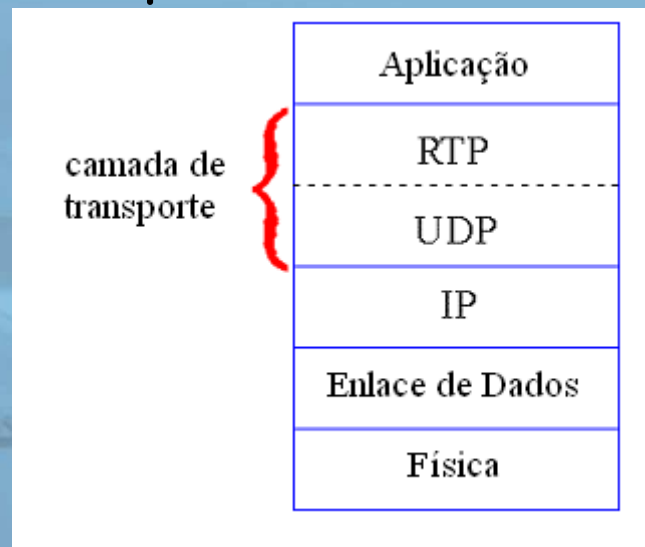 Aplicação
camada de
transporte
RTP
UDP
IP
Enlace de Dados
Física